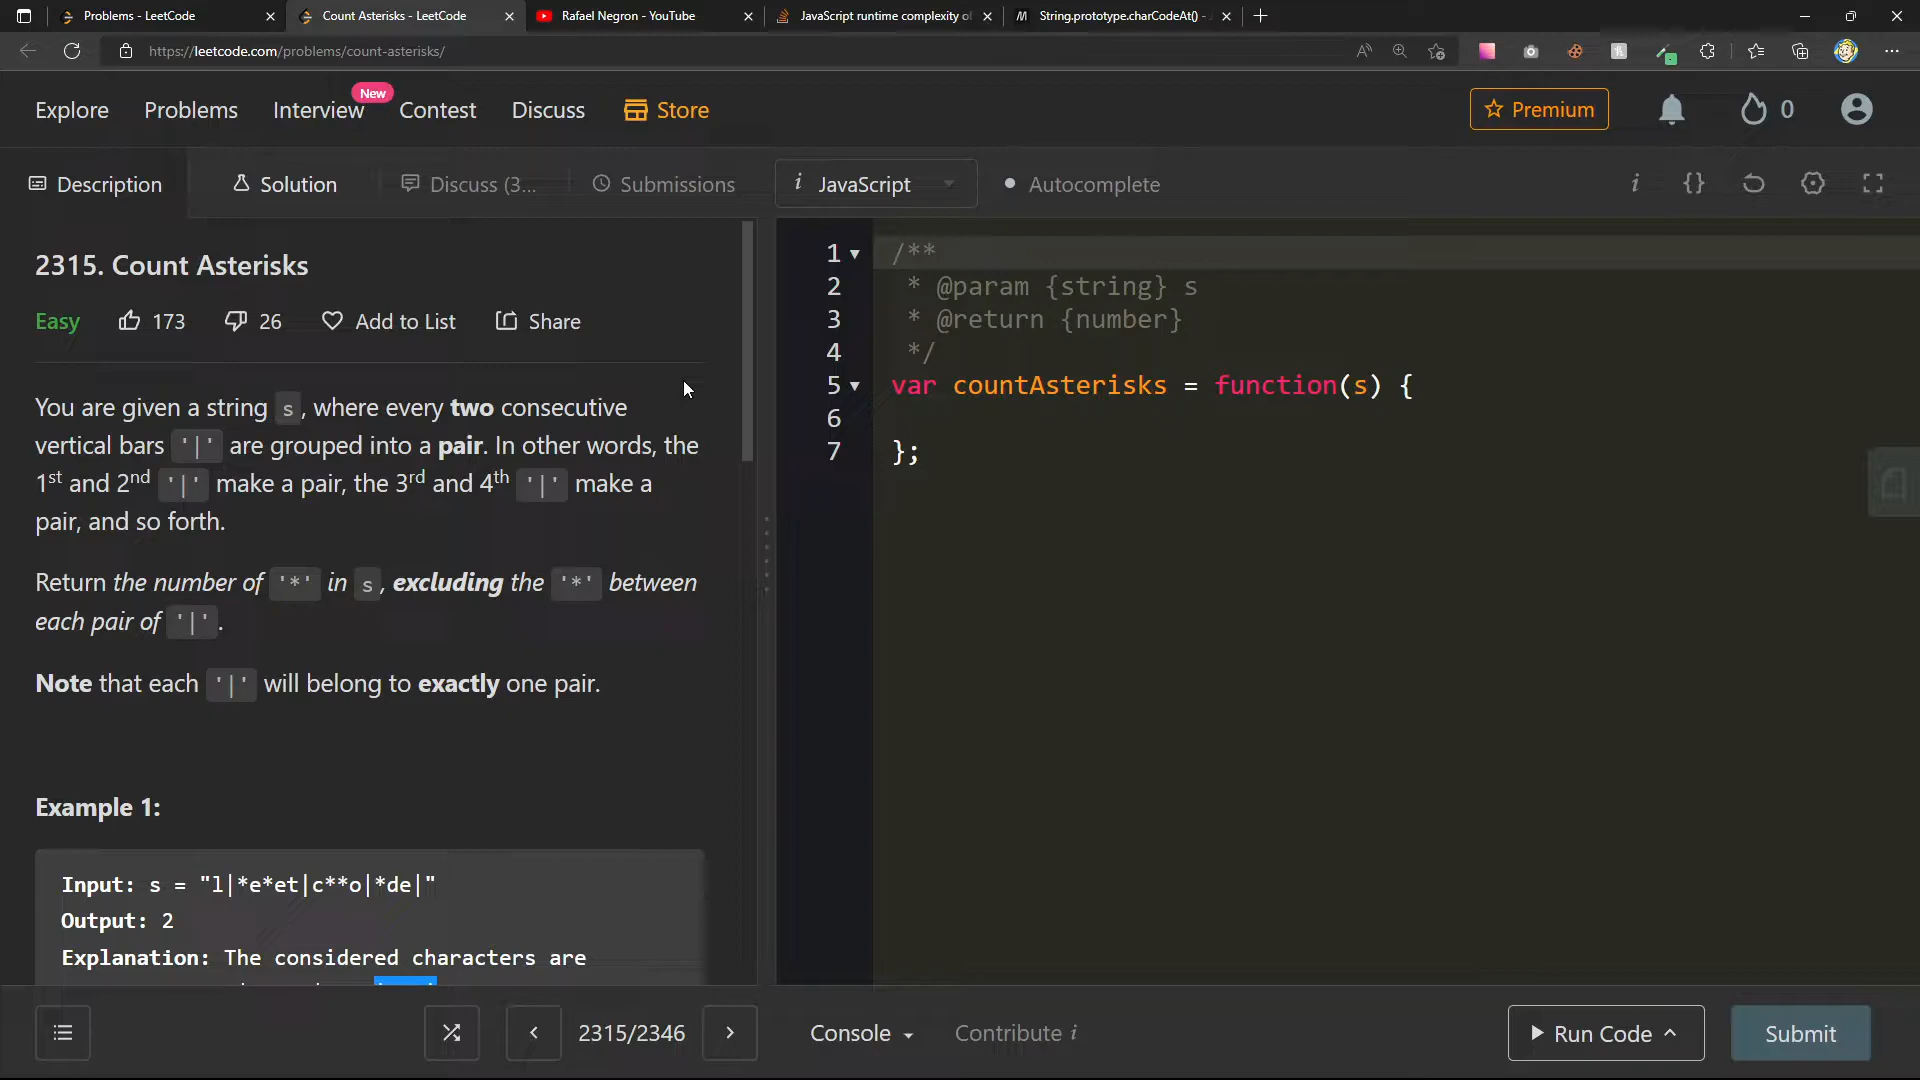 Problems - LeetCode
Count Asterisks - LeetCode
Rafael Negron - YouTube
JavaScript runtime complexity of
String.prototype.charCodeAt() -
https://leetcode.com/problems/count-asterisks/
New
Explore Problems Interview Contest Discuss Store
Premium 0
Description Solution Discuss (3... Submissions
i JavaScript Autocomplete i {}
2315. Count Asterisks
Easy 173 26 Add to List Share
You are given a string s, where every two consecutive
vertical bars '|' are grouped into a pair. In other words, the
1st and 2nd '|' make a pair, the 3rd and 4th '|' make a
pair, and so forth.
Return the number of '*' in s, excluding the '*' between
each pair of '|'.
Note that each '|' will belong to exactly one pair.
Example 1:
Input: s = "l|*e*et|c**o|*de|"
Output: 2
Explanation: The considered characters are
1 /**
2 * @param {string} s
3 * @return {number}
4 */
5 var countAsterisks = function(s) {
6
7 };
2315/2346
Console Contribute i
Run Code Submit